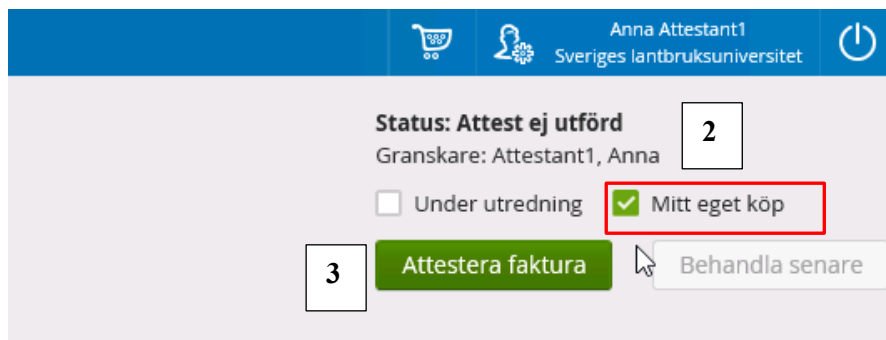 Anna Attestant1
Sveriges lantbruksuniversitet
Status: Attest ej utförd
2
Granskare: Attestant1, Anna
Under utredning
Mitt eget köp
3
Attestera faktura
Behandla senare